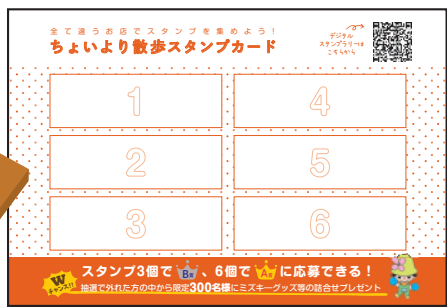 全て違うお店でスタンプを集めよう！
ちょいより散歩スタンプカード
デジタル
スタンプラリーは
こちらから
1
4
2
5
3
6
Wチャンス!!
スタンプ3個でB賞、6個でA賞に応募できる！
抽選で外れた方の中から限定300名様にミズキーグッズ等の詰合せプレゼント